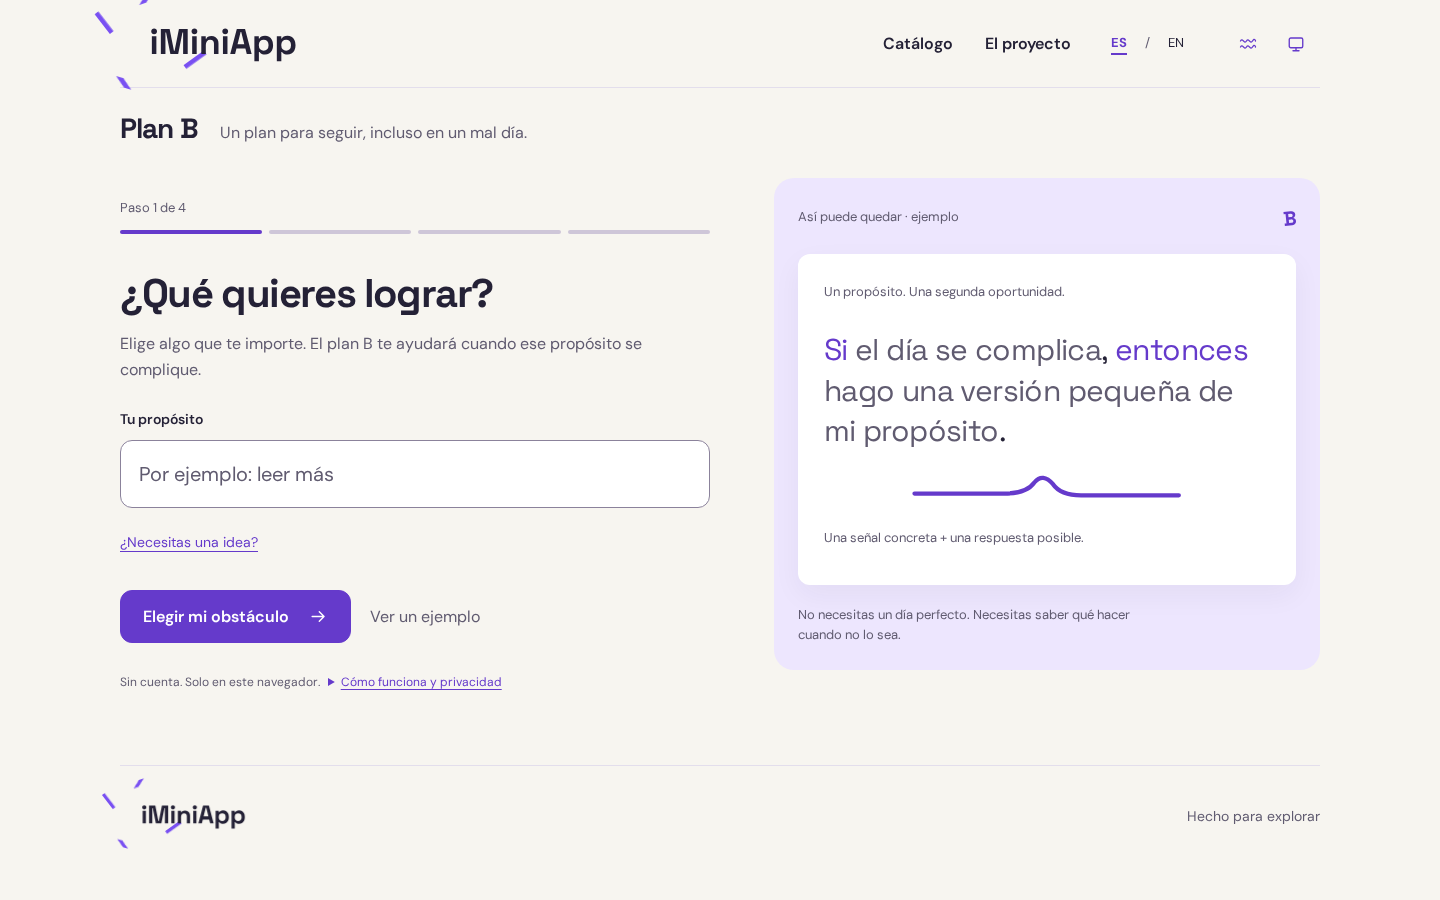 iMiniApp
Catálogo
El proyecto
ES / EN
Plan B
Un plan para seguir, incluso en un mal día.
Paso 1 de 4
¿Qué quieres lograr?
Elige algo que te importe. El plan B te ayudará cuando ese propósito se
complique.
Tu propósito
Por ejemplo: leer más
¿Necesitas una idea?
Elegir mi obstáculo →
Ver un ejemplo
Sin cuenta. Solo en este navegador. ▶ Cómo funciona y privacidad
Así puede quedar · ejemplo
B
Un propósito. Una segunda oportunidad.
Si el día se complica, entonces
hago una versión pequeña de
mi propósito.
Una señal concreta + una respuesta posible.
No necesitas un día perfecto. Necesitas saber qué hacer
cuando no lo sea.
iMiniApp
Hecho para explorar